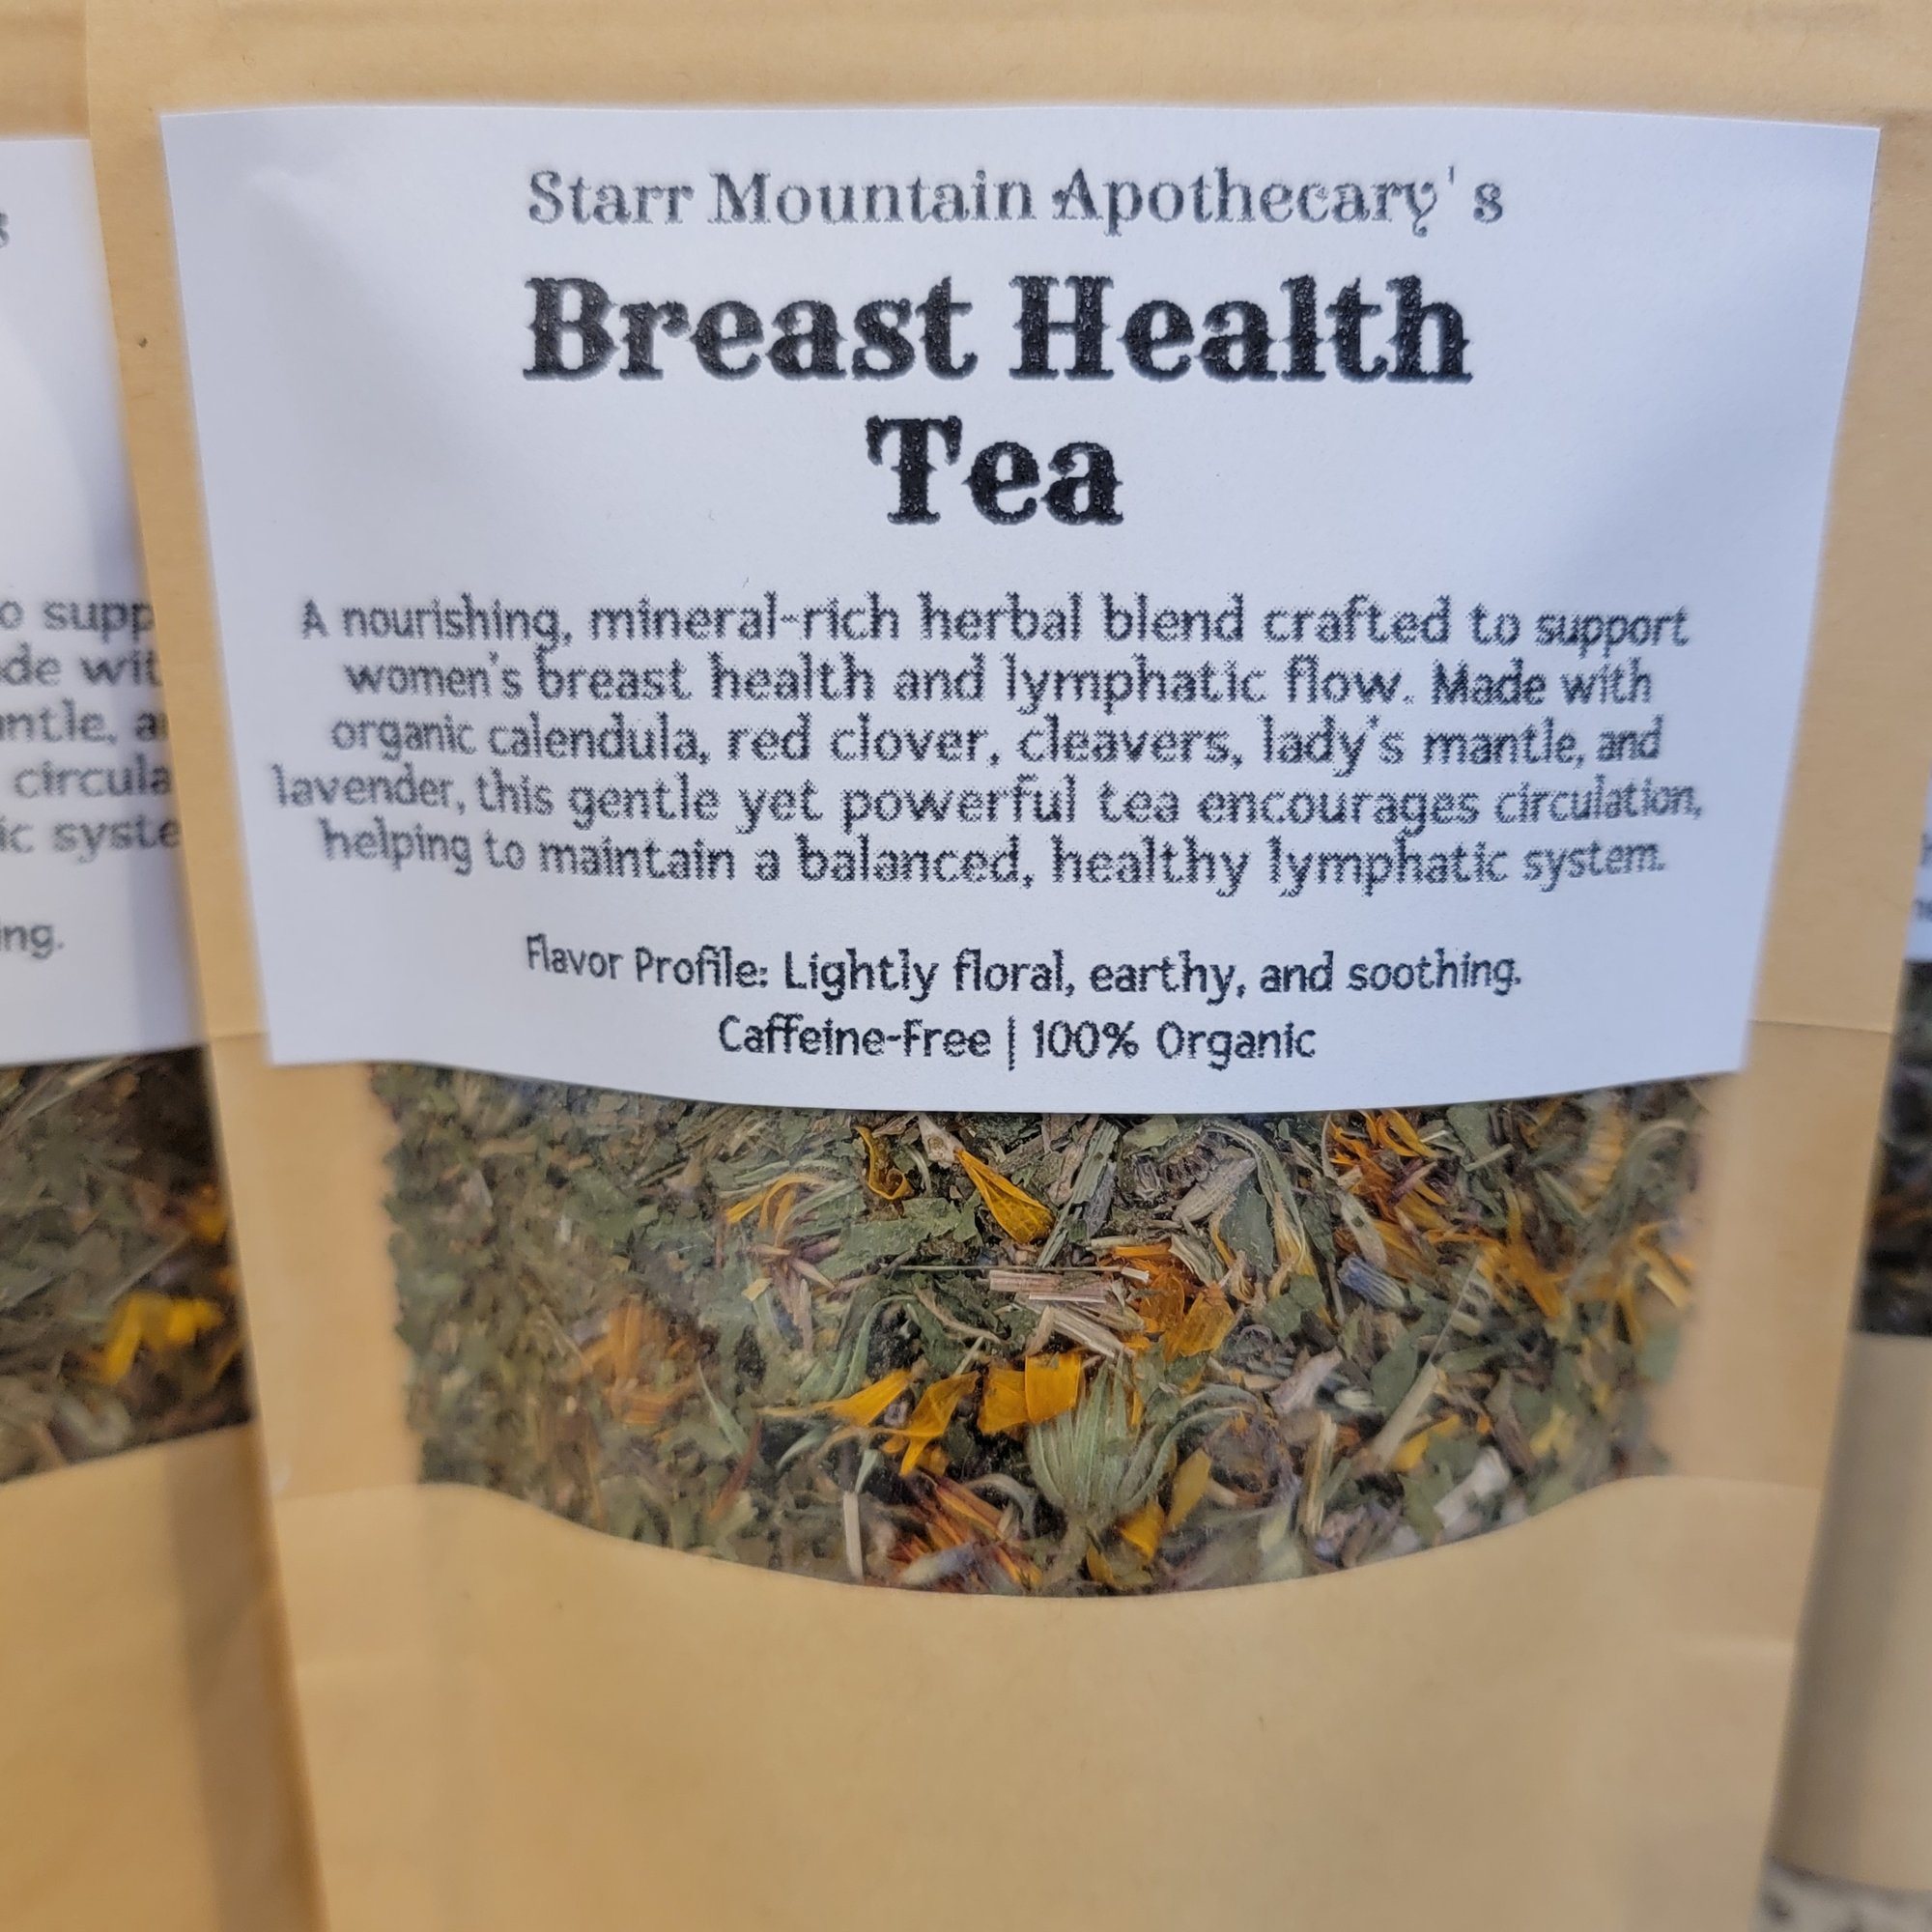 Starr Mountain Apothecary's
Breast Health
Tea
A nourishing, mineral-rich herbal blend crafted to support
women's breast health and lymphatic flow. Made with
organic calendula, red clover, cleavers, lady's mantle, and
lavender, this gentle yet powerful tea encourages circulation,
helping to maintain a balanced, healthy lymphatic system.
Flavor Profile: Lightly floral, earthy, and soothing.
Caffeine-Free | 100% Organic